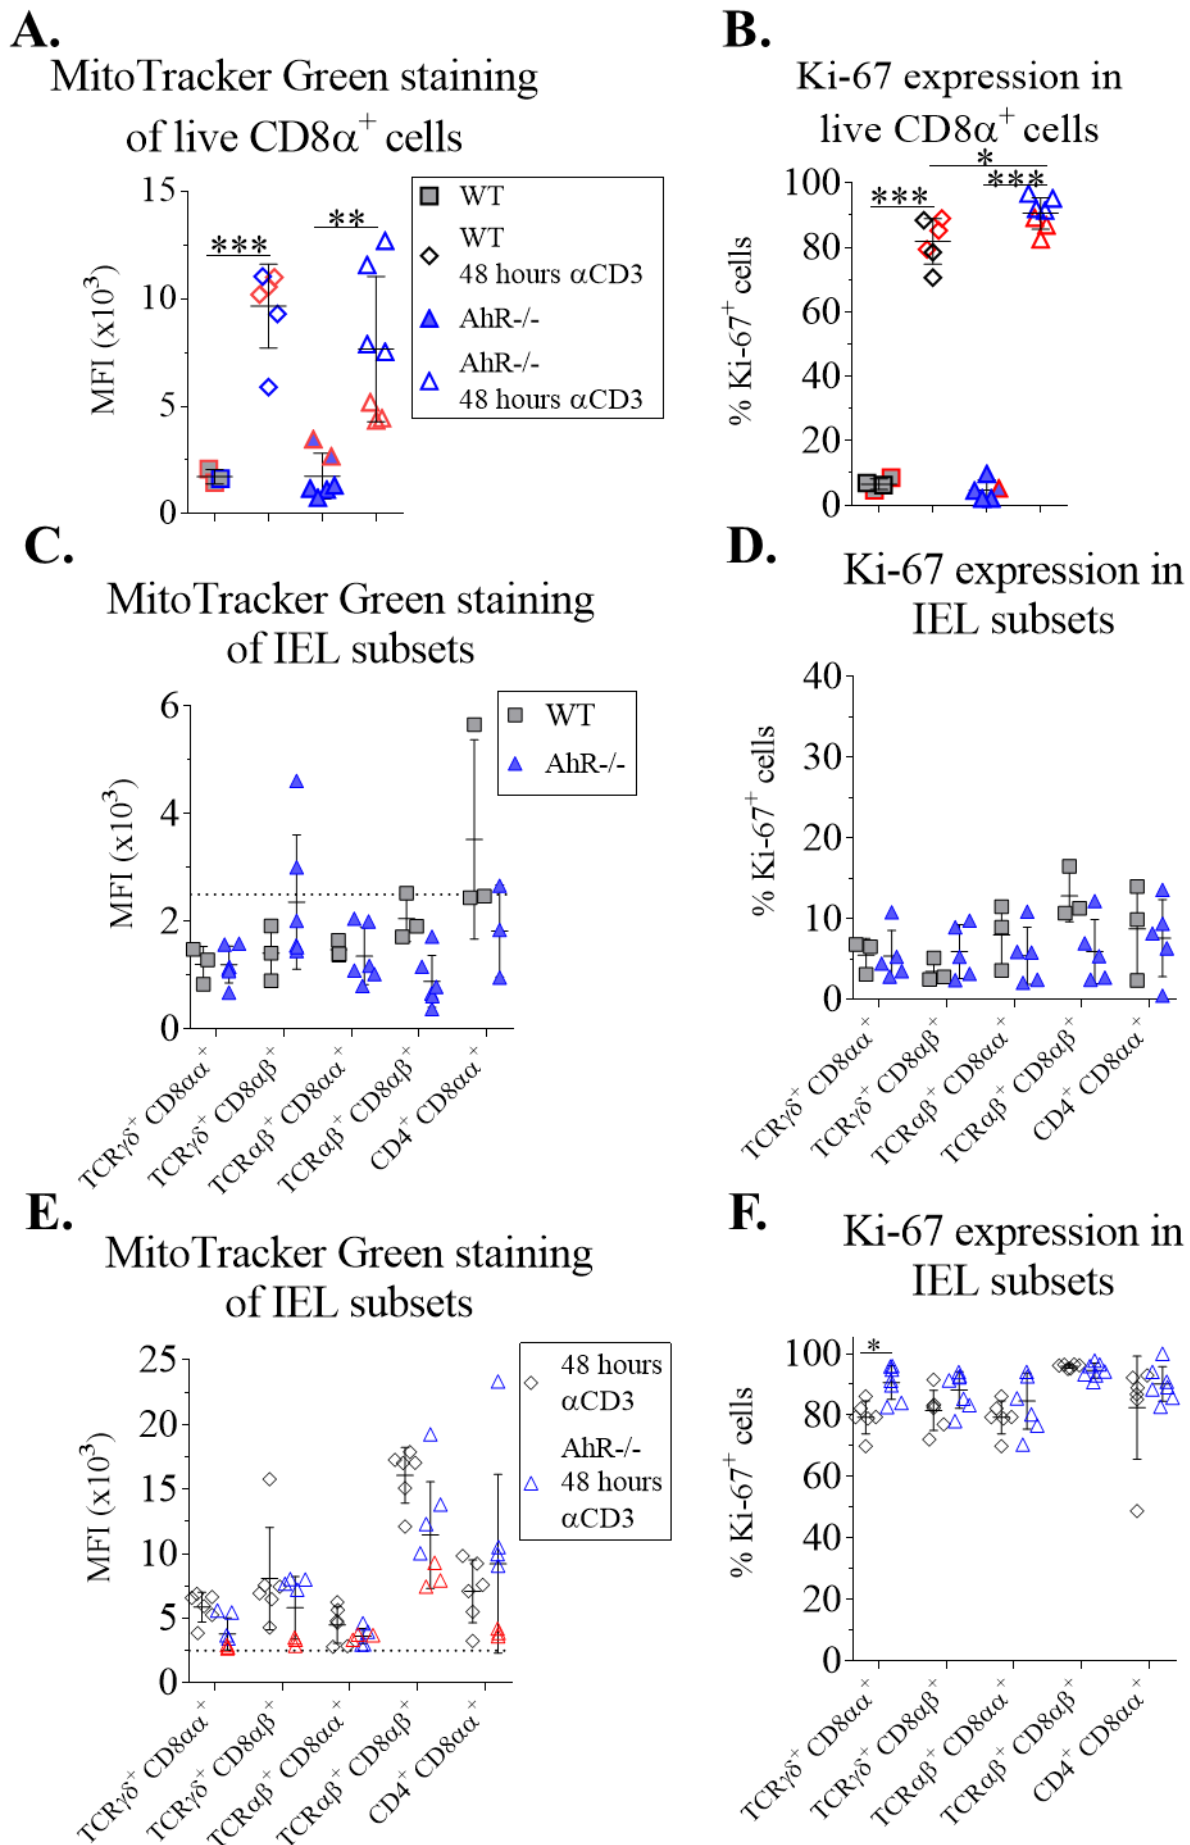 A.
MitoTracker Green staining
of live CD8α⁺ cells
MFI (x10³)
15
10
5
0
***
**
WT
WT
48 hours αCD3
AhR-/-
AhR-/-
48 hours αCD3
B.
Ki-67 expression in
live CD8α⁺ cells
% Ki-67⁺ cells
100
80
60
40
20
0
***
*
***
C.
MitoTracker Green staining
of IEL subsets
MFI (x10³)
6
4
2
0
WT
AhR-/-
TCRγδ⁺ CD8αα⁺
TCRγδ⁺ CD8αβ⁺
TCRαβ⁺ CD8αα⁺
TCRαβ⁺ CD8αβ⁺
CD4⁺ CD8αα⁺
D.
Ki-67 expression in
IEL subsets
% Ki-67⁺ cells
40
30
20
10
0
TCRγδ⁺ CD8αα⁺
TCRγδ⁺ CD8αβ⁺
TCRαβ⁺ CD8αα⁺
TCRαβ⁺ CD8αβ⁺
CD4⁺ CD8αα⁺
E.
MitoTracker Green staining
of IEL subsets
MFI (x10³)
25
20
15
10
5
0
48 hours
αCD3
AhR-/-
48 hours
αCD3
TCRγδ⁺ CD8αα⁺
TCRγδ⁺ CD8αβ⁺
TCRαβ⁺ CD8αα⁺
TCRαβ⁺ CD8αβ⁺
CD4⁺ CD8αα⁺
F.
Ki-67 expression in
IEL subsets
% Ki-67⁺ cells
100
80
60
40
20
0
*
TCRγδ⁺ CD8αα⁺
TCRγδ⁺ CD8αβ⁺
TCRαβ⁺ CD8αα⁺
TCRαβ⁺ CD8αβ⁺
CD4⁺ CD8αα⁺